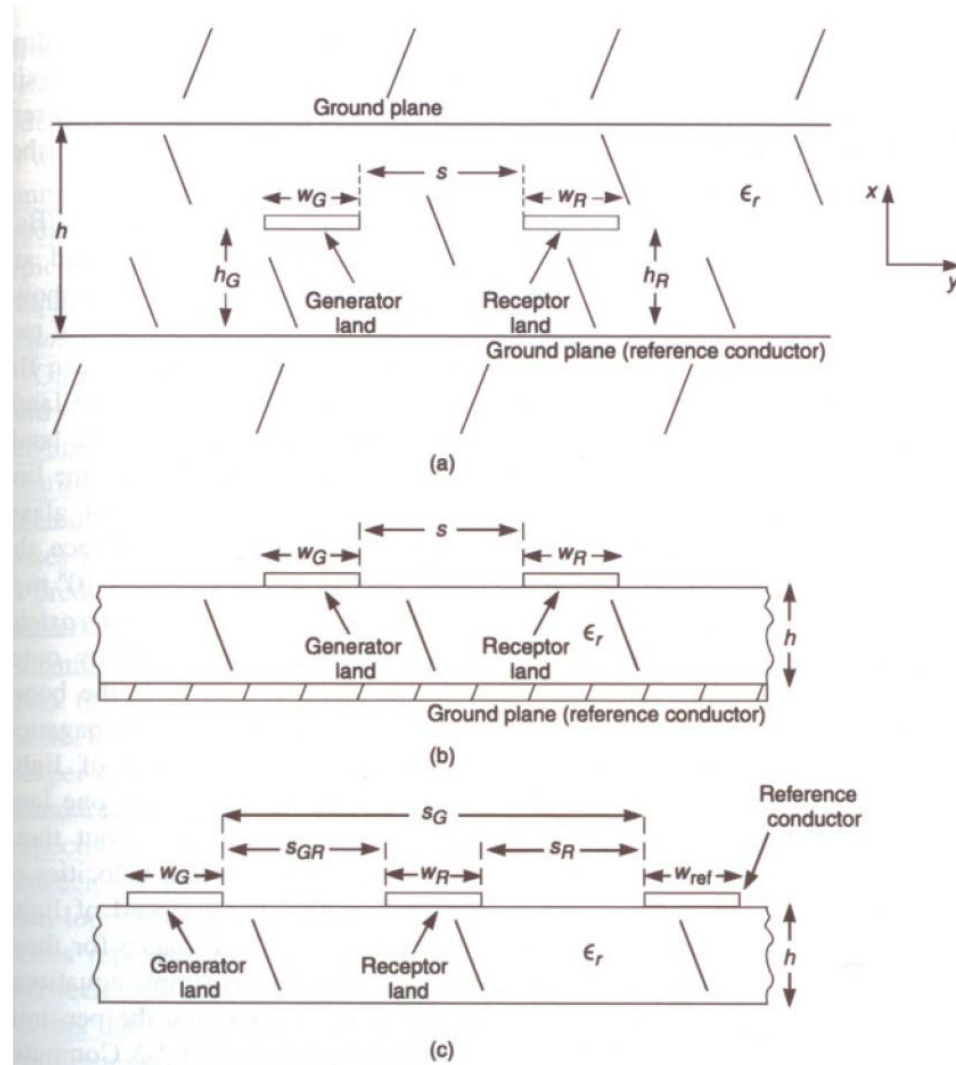 Ground plane
s
w_G
w_R
ϵ_r
x
h
h_G
h_R
y
Generator land
Receptor land
Ground plane (reference conductor)
(a)
s
w_G
w_R
Generator land
Receptor land
ϵ_r
h
Ground plane (reference conductor)
(b)
Reference conductor
s_G
s_GR
s_R
w_G
w_R
w_ref
Generator land
Receptor land
ϵ_r
h
(c)